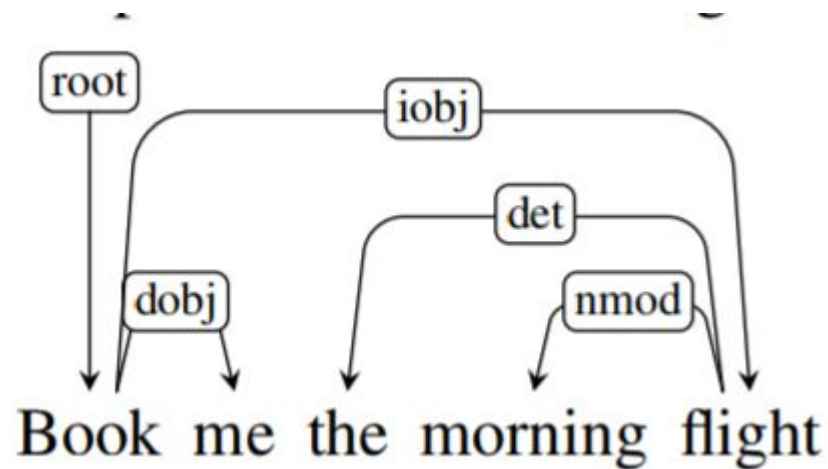 root
iobj
det
dobj nmod
Book me the morning flight